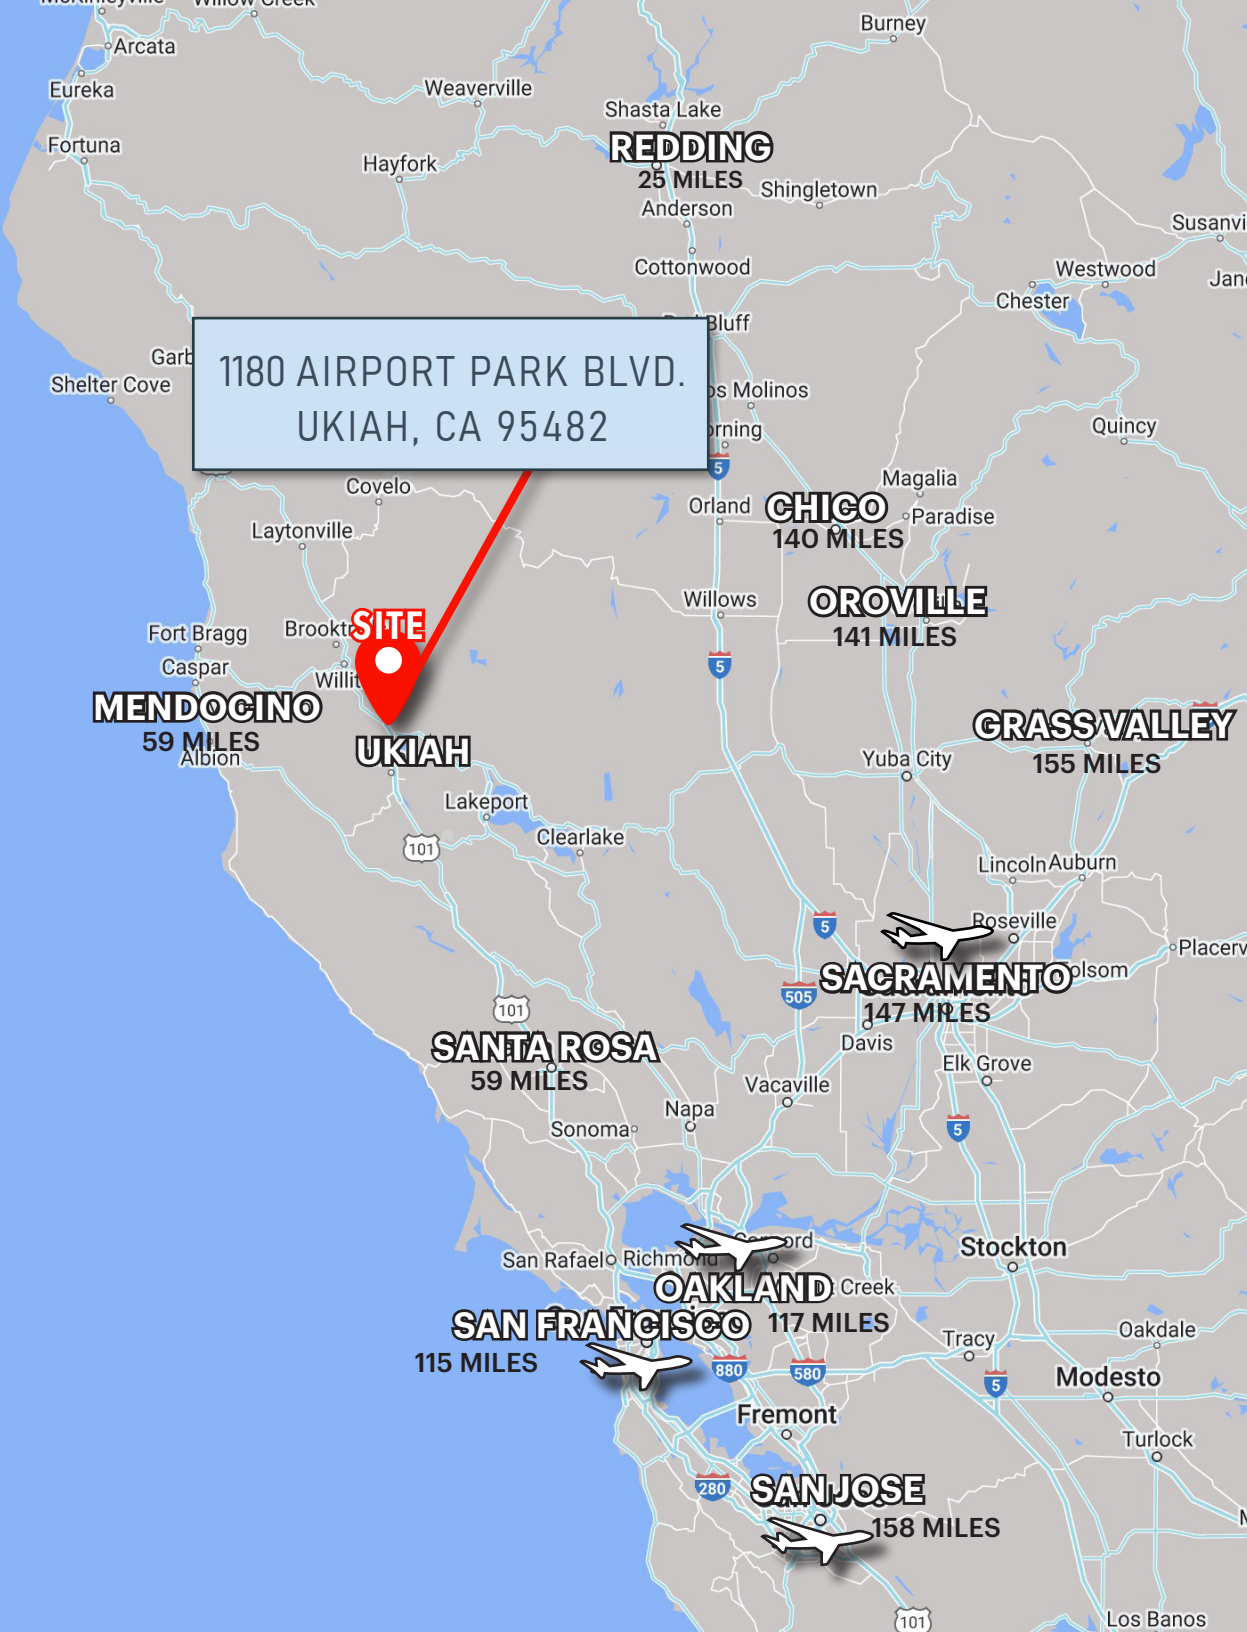 Burney
Arcata
Eureka
Weaverville
Shasta Lake
REDDING
25 MILES
Fortuna
Hayfork
Shingletown
Anderson
Cottonwood
Westwood
Chester
Bluff
1180 AIRPORT PARK BLVD.
UKIAH, CA 95482
Shelter Cove
Molinos
Quincy
5
Covelo
Magalia
Orland
CHICO
140 MILES
Paradise
Laytonville
Willows
OROVILLE
141 MILES
Fort Bragg
SITE
Caspar
5
MENDOCINO
59 MILES
Albion
UKIAH
GRASS VALLEY
155 MILES
Yuba City
Lakeport
Clearlake
101
Lincoln
Auburn
Roseville
5
SACRAMENTO
147 MILES
505
101
Davis
SANTA ROSA
59 MILES
Elk Grove
Vacaville
Napa
Sonoma
5
Stockton
San Rafael
Richmond
OAKLAND
117 MILES
Creek
SAN FRANCISCO
115 MILES
Tracy
Oakdale
880
580
5
Modesto
Fremont
Turlock
280
SAN JOSE
158 MILES
101
Los Banos